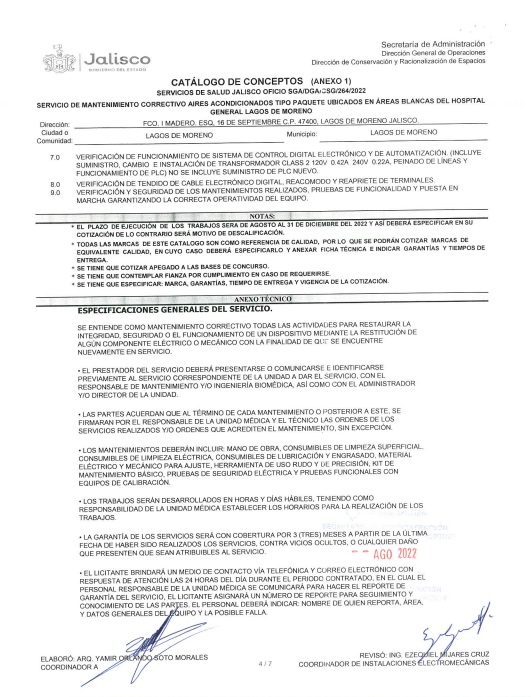 Jalisco
GOBIERNO DEL ESTADO
Secretaría de Administración
Dirección General de Operaciones
Dirección de Conservación y Racionalización de Espacios
CATÁLOGO DE CONCEPTOS (ANEXO 1)
SERVICIOS DE SALUD JALISCO OFICIO SGA/DGA/CSG/264/2022
SERVICIO DE MANTENIMIENTO CORRECTIVO AIRES ACONDICIONADOS TIPO PAQUETE UBICADOS EN ÁREAS BLANCAS DEL HOSPITAL
GENERAL LAGOS DE MORENO
Dirección: FCO. I MADERO, ESQ, 16 DE SEPTIEMBRE C.P. 47400, LAGOS DE MORENO JALISCO.
Ciudad o Comunidad: LAGOS DE MORENO Municipio: LAGOS DE MORENO
7.0 VERIFICACIÓN DE FUNCIONAMIENTO DE SISTEMA DE CONTROL DIGITAL ELECTRÓNICO Y DE AUTOMATIZACIÓN. (INCLUYE
SUMINISTRO, CAMBIO E INSTALACIÓN DE TRANSFORMADOR CLASS 2 120V 0.42A 240V 0.22A, PEINADO DE LÍNEAS Y
FUNCIONAMIENTO DE PLC) NO SE INCLUYE SUMINISTRO DE PLC NUEVO.
8.0 VERIFICACIÓN DE TENDIDO DE CABLE ELECTRÓNICO DIGITAL, REACOMODO Y REAPRIETE DE TERMINALES.
9.0 VERIFICACIÓN Y SEGURIDAD DE LOS MANTENIMIENTOS REALIZADOS, PRUEBAS DE FUNCIONALIDAD Y PUESTA EN
MARCHA GARANTIZANDO LA CORRECTA OPERATIVIDAD DEL EQUIPO.
NOTAS:
* EL PLAZO DE EJECUCIÓN DE LOS TRABAJOS SERA DE AGOSTO AL 31 DE DICIEMBRE DEL 2022 Y ASÍ DEBERÁ ESPECIFICAR EN SU
COTIZACIÓN DE LO CONTRARIO SERÁ MOTIVO DE DESCALIFICACIÓN.
* TODAS LAS MARCAS DE ESTE CATALOGO SON COMO REFERENCIA DE CALIDAD, POR LO QUE SE PODRÁN COTIZAR MARCAS DE
EQUIVALENTE CALIDAD, EN CUYO CASO DEBERÁ ESPECIFICARLO Y ANEXAR FICHA TÉCNICA E INDICAR GARANTÍAS Y TIEMPOS DE
ENTREGA.
* SE TIENE QUE COTIZAR APEGADO A LAS BASES DE CONCURSO.
* SE TIENE QUE CONTEMPLAR FIANZA POR CUMPLIMIENTO EN CASO DE REQUERIRSE.
* SE TIENE QUE ESPECIFICAR: MARCA, GARANTÍAS, TIEMPO DE ENTREGA Y VIGENCIA DE LA COTIZACIÓN.
ANEXO TÉCNICO
ESPECIFICACIONES GENERALES DEL SERVICIO.
SE ENTIENDE COMO MANTENIMIENTO CORRECTIVO TODAS LAS ACTIVIDADES PARA RESTAURAR LA
INTEGRIDAD, SEGURIDAD O EL FUNCIONAMIENTO DE UN DISPOSITIVO MEDIANTE LA RESTITUCIÓN DE
ALGÚN COMPONENTE ELÉCTRICO O MECÁNICO CON LA FINALIDAD DE QUE SE ENCUENTRE
NUEVAMENTE EN SERVICIO.
• EL PRESTADOR DEL SERVICIO DEBERÁ PRESENTARSE O COMUNICARSE E IDENTIFICARSE
PREVIAMENTE AL SERVICIO CORRESPONDIENTE DE LA UNIDAD A DAR EL SERVICIO, CON EL
RESPONSABLE DE MANTENIMIENTO Y/O INGENIERÍA BIOMÉDICA, ASÍ COMO CON EL ADMINISTRADOR
Y/O DIRECTOR DE LA UNIDAD.
• LAS PARTES ACUERDAN QUE AL TÉRMINO DE CADA MANTENIMIENTO O POSTERIOR A ESTE, SE
FIRMARAN POR EL RESPONSABLE DE LA UNIDAD MÉDICA Y EL TÉCNICO LAS ORDENES DE LOS
SERVICIOS REALIZADOS Y/O ORDENES QUE ACREDITEN EL MANTENIMIENTO, SIN EXCEPCIÓN.
• LOS MANTENIMIENTOS DEBERÁN INCLUIR: MANO DE OBRA, CONSUMIBLES DE LIMPIEZA SUPERFICIAL,
CONSUMIBLES DE LIMPIEZA ELÉCTRICA, CONSUMIBLES DE LUBRICACIÓN Y ENGRASADO, MATERIAL
ELÉCTRICO Y MECÁNICO PARA AJUSTE, HERRAMIENTA DE USO RUDO Y DE PRECISIÓN, KIT DE
MANTENIMIENTO BÁSICO, PRUEBAS DE SEGURIDAD ELÉCTRICA Y PRUEBAS FUNCIONALES CON
EQUIPOS DE CALIBRACIÓN.
• LOS TRABAJOS SERÁN DESARROLLADOS EN HORAS Y DÍAS HÁBILES, TENIENDO COMO
RESPONSABILIDAD DE LA UNIDAD MÉDICA ESTABLECER LOS HORARIOS PARA LA REALIZACIÓN DE LOS
TRABAJOS.
• LA GARANTÍA DE LOS SERVICIOS SERÁ CON COBERTURA POR 3 (TRES) MESES A PARTIR DE LA ÚLTIMA
FECHA DE HABER SIDO REALIZADOS LOS SERVICIOS, CONTRA VICIOS OCULTOS, O CUALQUIER DAÑO
QUE PRESENTEN QUE SEAN ATRIBUIBLES AL SERVICIO.
-- AGO 2022
• EL LICITANTE BRINDARÁ UN MEDIO DE CONTACTO VÍA TELEFÓNICA Y CORREO ELECTRÓNICO CON
RESPUESTA DE ATENCIÓN LAS 24 HORAS DEL DÍA DURANTE EL PERIODO CONTRATADO, EN EL CUAL EL
PERSONAL RESPONSABLE DE LA UNIDAD MÉDICA SE COMUNICARÁ PARA HACER EL REPORTE DE
GARANTÍA DEL SERVICIO, EL LICITANTE ASIGNARÁ UN NÚMERO DE REPORTE PARA SEGUIMIENTO Y
CONOCIMIENTO DE LAS PARTES. EL PERSONAL DEBERÁ INDICAR: NOMBRE DE QUIEN REPORTA, ÁREA,
Y DATOS GENERALES DEL EQUIPO Y LA POSIBLE FALLA.
ELABORÓ: ARQ. YAMIR ORLANDO SOTO MORALES
COORDINADOR A
4 / 7
REVISÓ: ING. EZEQUIEL MIJARES CRUZ
COORDINADOR DE INSTALACIONES ELECTROMECÁNICAS